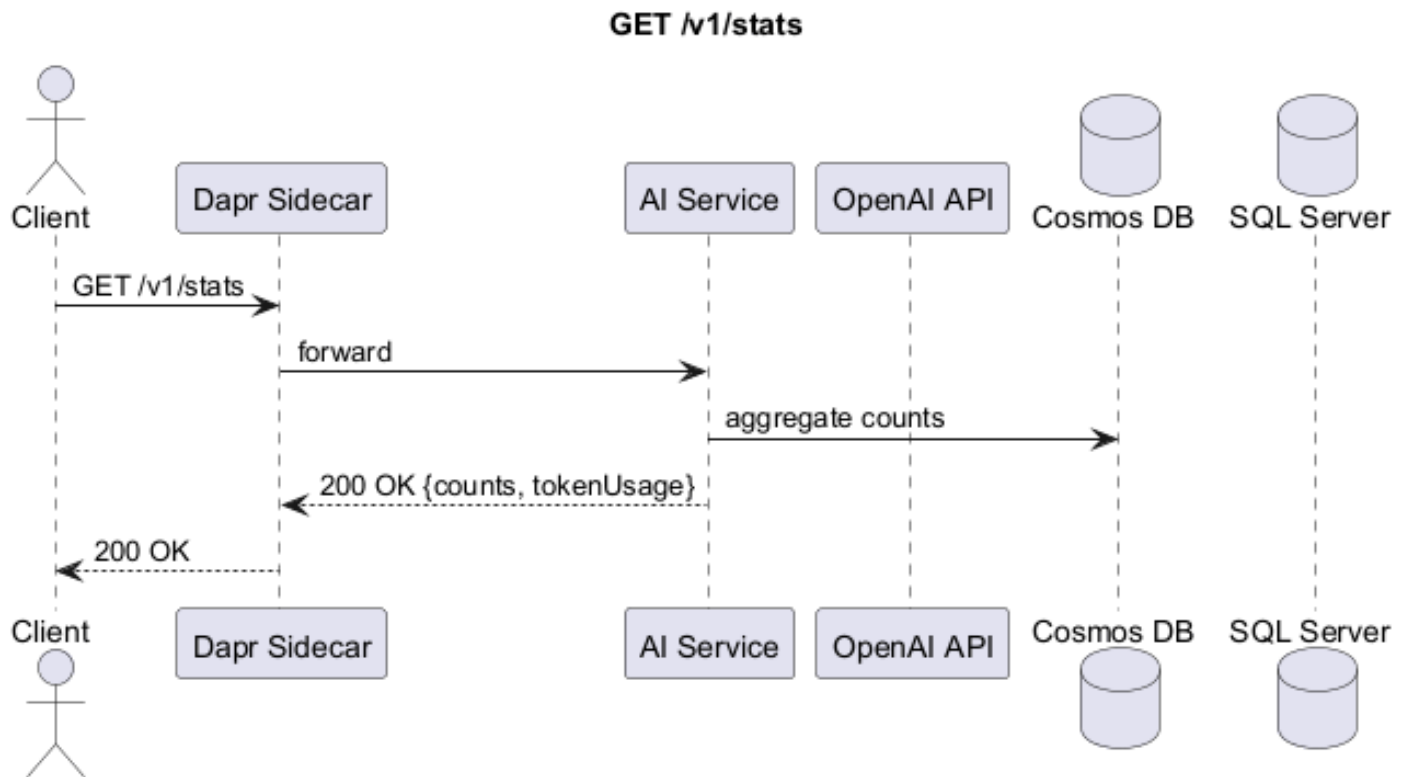 GET /v1/stats
Client
Dapr Sidecar
AI Service
OpenAI API
Cosmos DB
SQL Server
GET /v1/stats
forward
aggregate counts
200 OK {counts, tokenUsage}
200 OK
Client
Dapr Sidecar
AI Service
OpenAI API
Cosmos DB
SQL Server